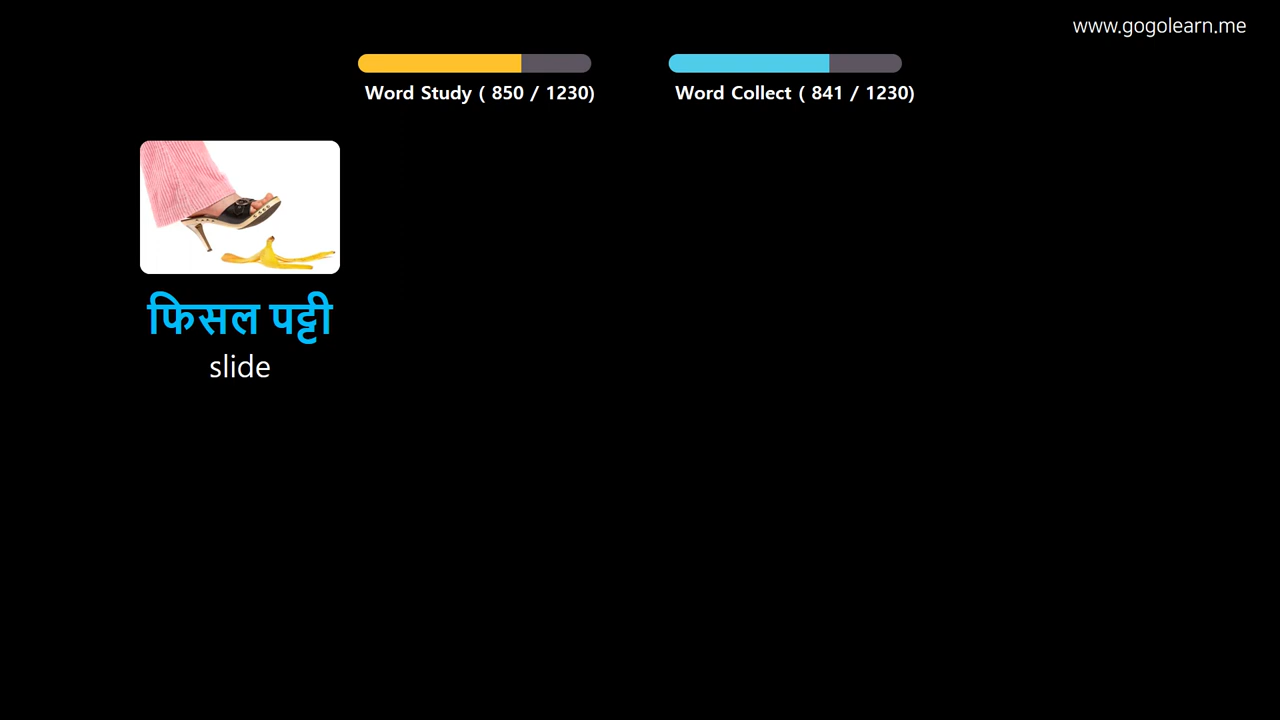 www.gogolearn.me
Word Study ( 850 / 1230)
Word Collect ( 841 / 1230)
फिसल पट्टी
slide